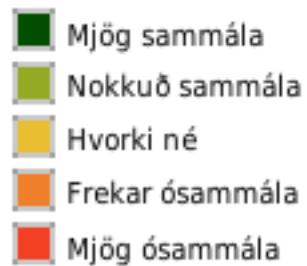 Mjög sammála
Nokkuð sammála
Hvorki né
Frekar ósammála
Mjög ósammála